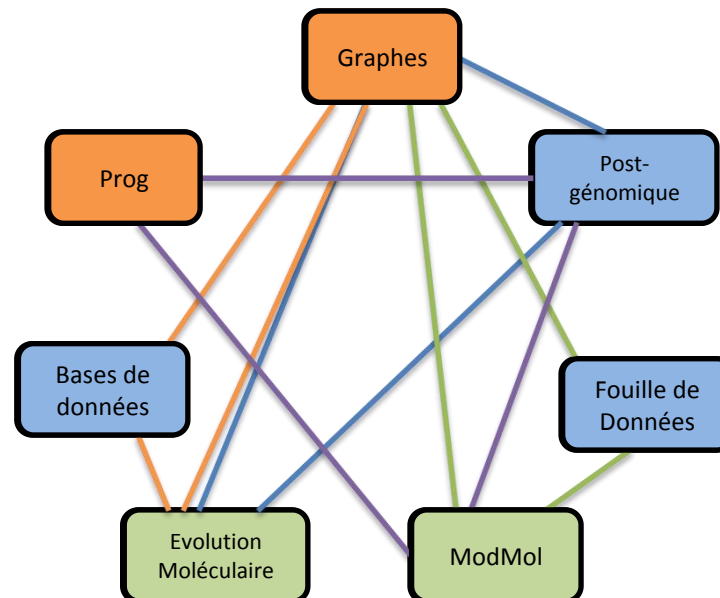 Graphes
Prog
Post-
génomique
Bases de
données
Fouille de
Données
Evolution
Moléculaire
ModMol